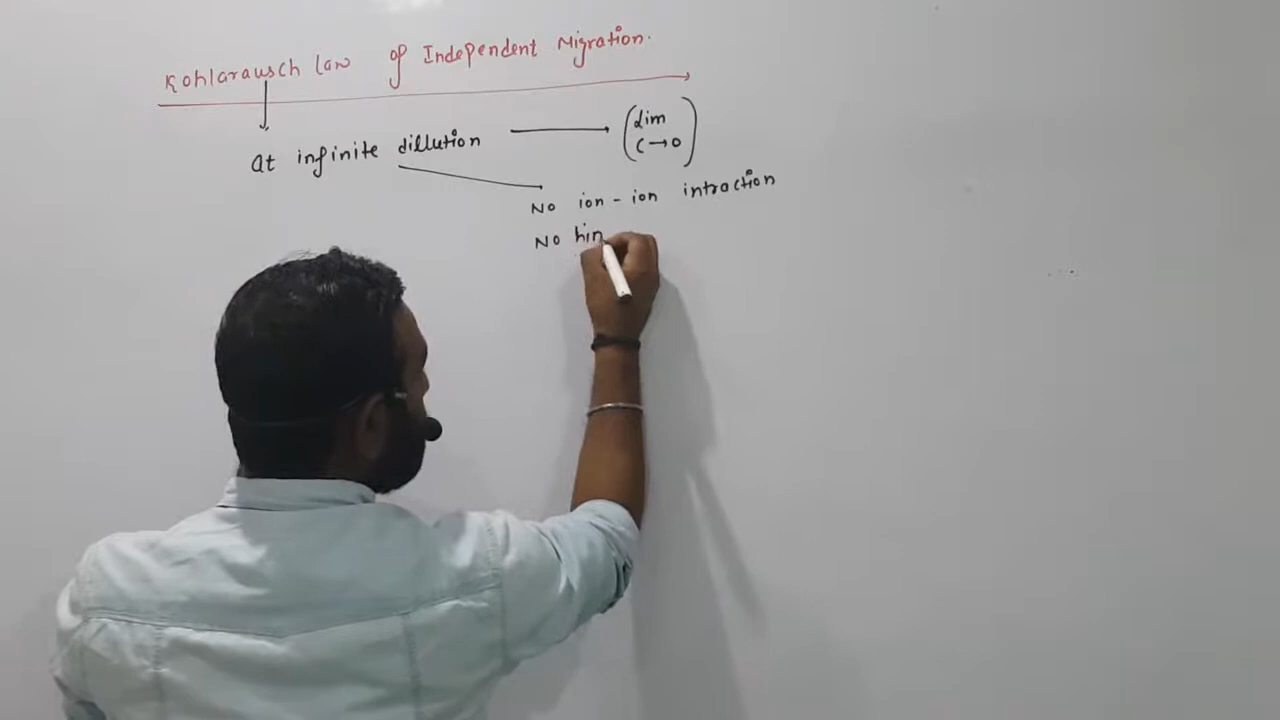 Kohlarausch law of Independent Migration.
at infinite dillution
(lim
C→0)
No ion - ion intraction
No hin